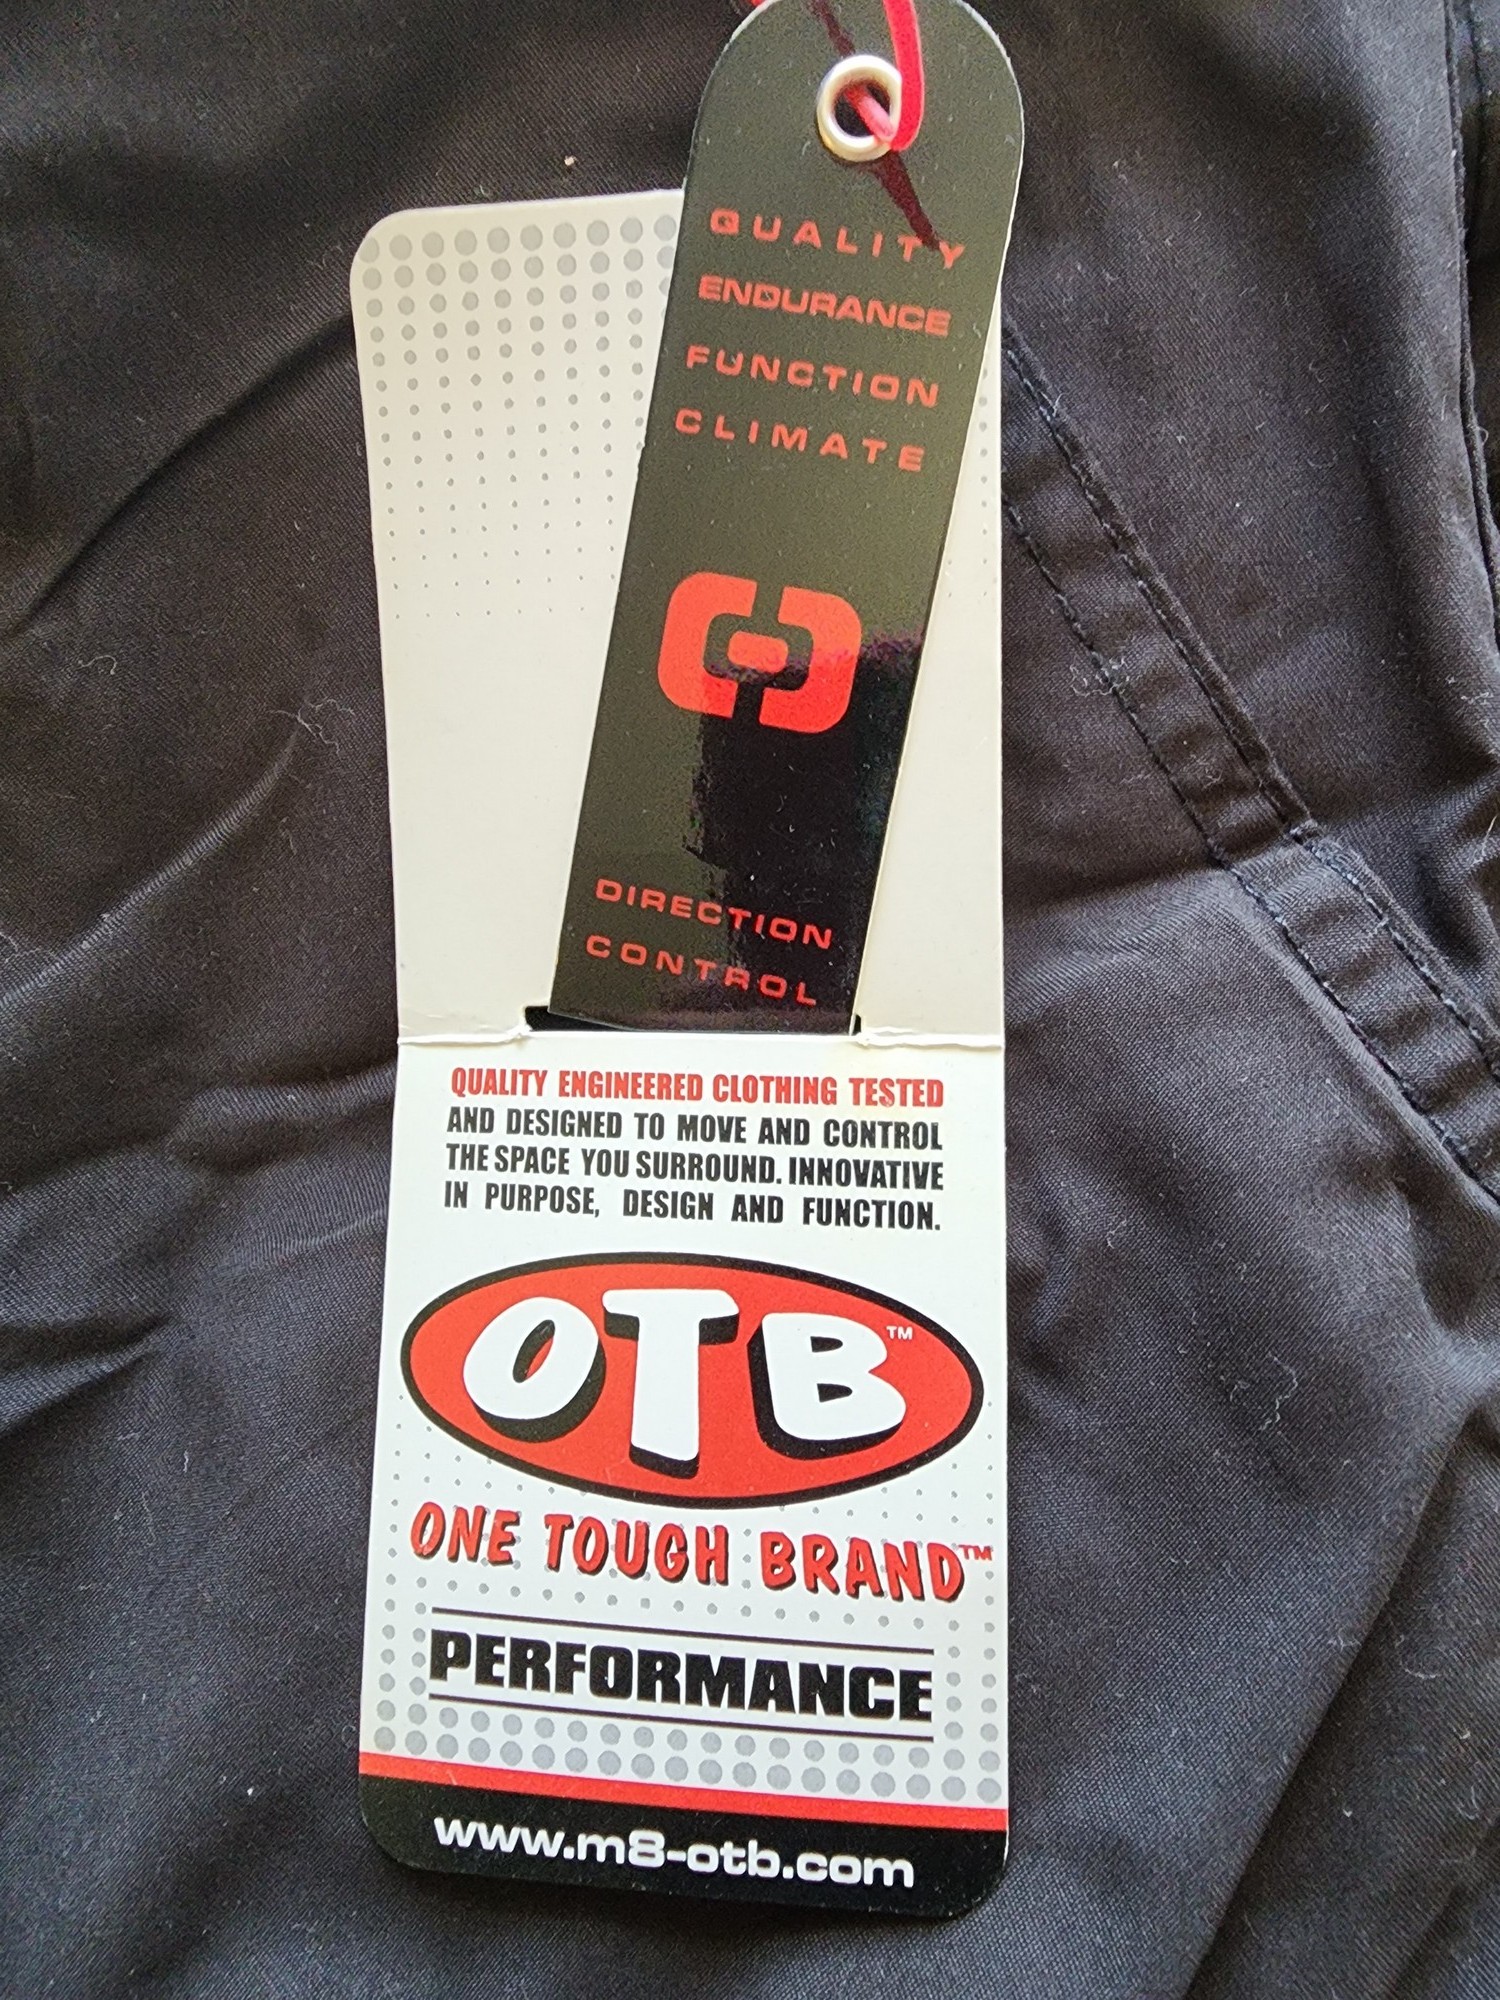 QUALITY
ENDURANCE
FUNCTION
CLIMATE
DIRECTION
CONTROL
QUALITY ENGINEERED CLOTHING TESTED
AND DESIGNED TO MOVE AND CONTROL
THE SPACE YOU SURROUND. INNOVATIVE
IN PURPOSE, DESIGN AND FUNCTION.
OTB™
ONE TOUGH BRAND™
PERFORMANCE
www.m8-otb.com